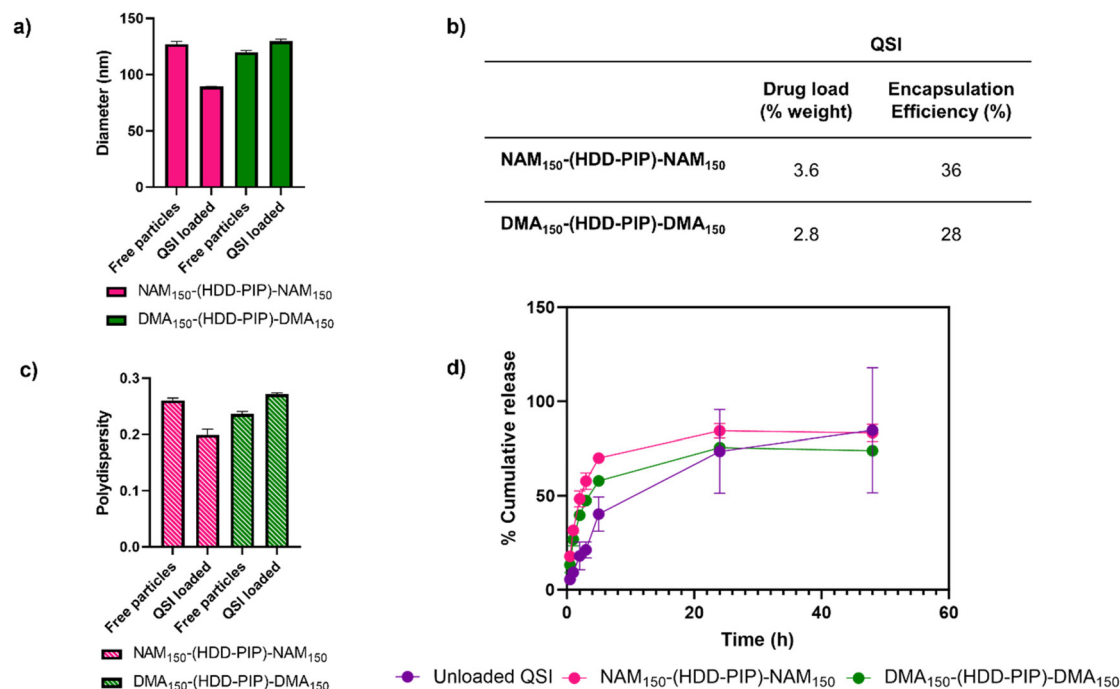 a)
150
100
50
0
Diameter (nm)
Free particles
QSI loaded
Free particles
QSI loaded
NAM₁₅₀-(HDD-PIP)-NAM₁₅₀
DMA₁₅₀-(HDD-PIP)-DMA₁₅₀
b)
QSI
Drug load Encapsulation
(% weight) Efficiency (%)
NAM₁₅₀-(HDD-PIP)-NAM₁₅₀ 3.6 36
DMA₁₅₀-(HDD-PIP)-DMA₁₅₀ 2.8 28
c)
0.3
0.2
0.1
0.0
Polydispersity
Free particles
QSI loaded
Free particles
QSI loaded
NAM₁₅₀-(HDD-PIP)-NAM₁₅₀
DMA₁₅₀-(HDD-PIP)-DMA₁₅₀
d)
150
100
50
0
% Cumulative release
0 20 40 60
Time (h)
Unloaded QSI NAM₁₅₀-(HDD-PIP)-NAM₁₅₀ DMA₁₅₀-(HDD-PIP)-DMA₁₅₀